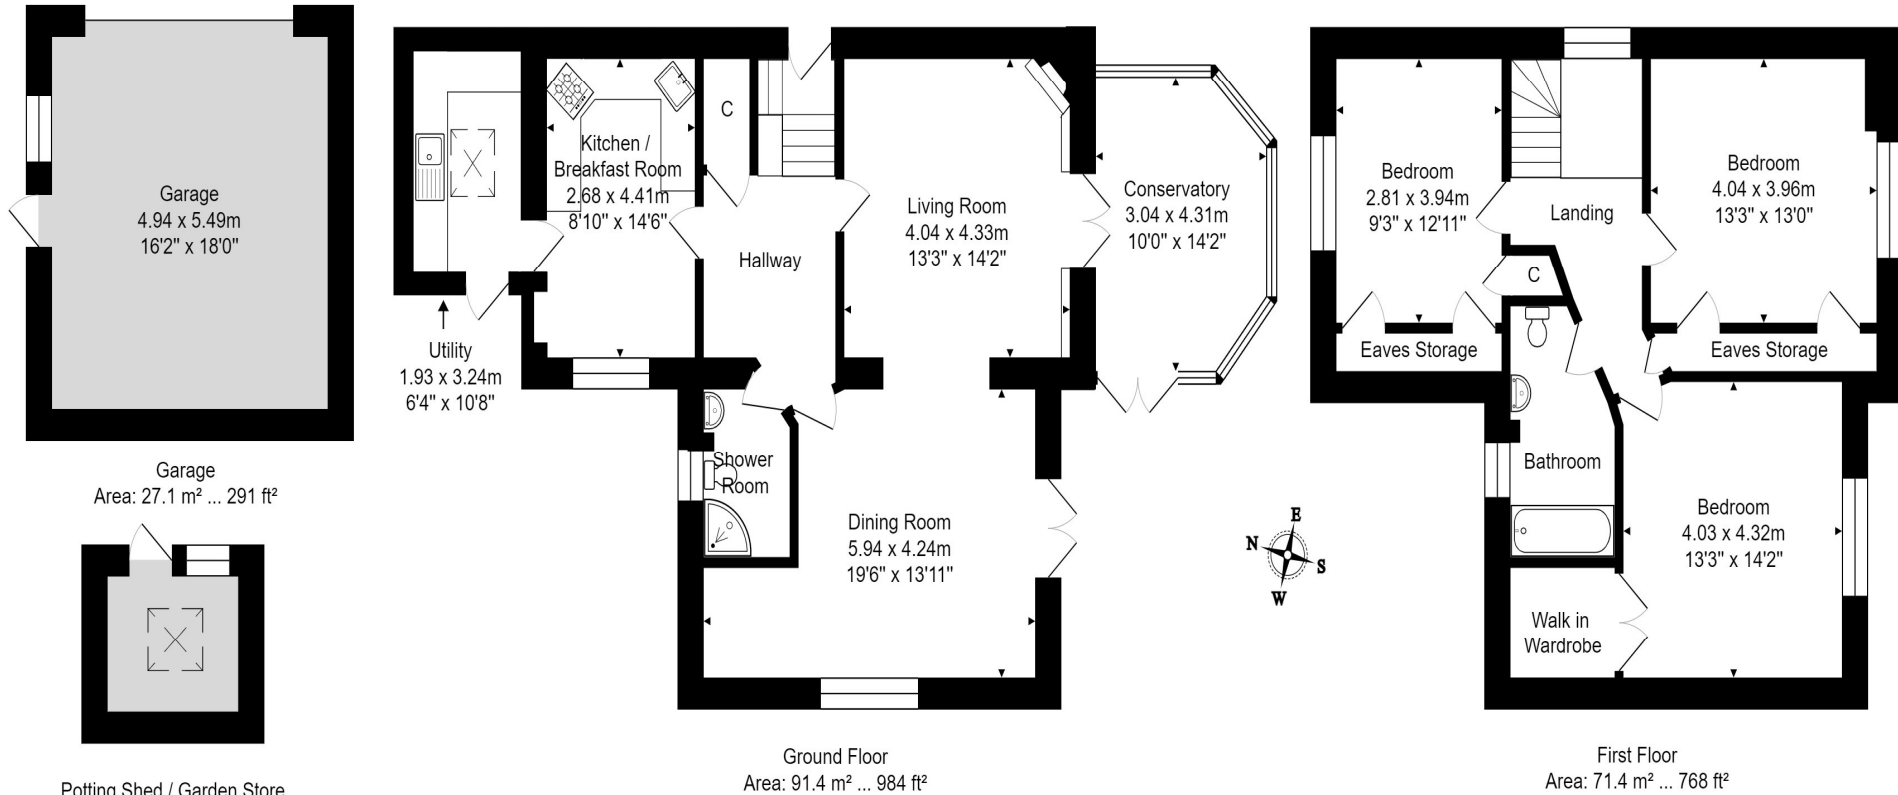 Garage
4.94 x 5.49m
16'2" x 18'0"
Garage
Area: 27.1 m² ... 291 ft²
Potting Shed / Garden Store
C
Kitchen /
Breakfast Room
2.68 x 4.41m
8'10" x 14'6"
Hallway
Living Room
4.04 x 4.33m
13'3" x 14'2"
Conservatory
3.04 x 4.31m
10'0" x 14'2"
Utility
1.93 x 3.24m
6'4" x 10'8"
Shower
Room
Dining Room
5.94 x 4.24m
19'6" x 13'11"
Ground Floor
Area: 91.4 m² ... 984 ft²
E
N
S
W
Bedroom
2.81 x 3.94m
9'3" x 12'11"
Landing
Bedroom
4.04 x 3.96m
13'3" x 13'0"
C
Eaves Storage
Eaves Storage
Bathroom
Bedroom
4.03 x 4.32m
13'3" x 14'2"
Walk in
Wardrobe
First Floor
Area: 71.4 m² ... 768 ft²